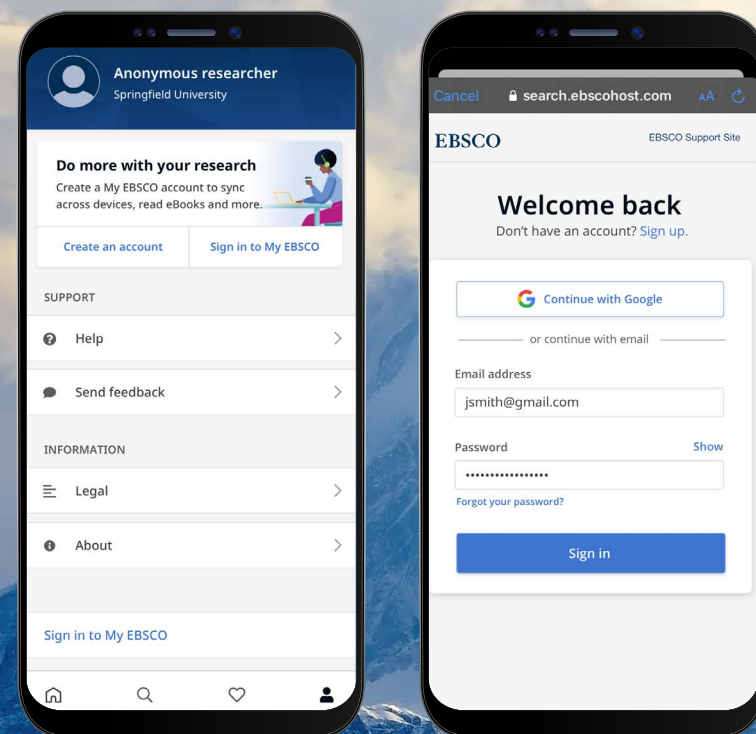 Anonymous researcher
Springfield University
Do more with your research
Create a My EBSCO account to sync
across devices, read eBooks and more.
Create an account
Sign in to My EBSCO
SUPPORT
Help
Send feedback
INFORMATION
Legal
About
Sign in to My EBSCO
Cancel
search.ebscohost.com
AA
EBSCO
EBSCO Support Site
Welcome back
Don't have an account? Sign up.
G Continue with Google
or continue with email
Email address
jsmith@gmail.com
Password
Show
•••••••••••••••••
Forgot your password?
Sign in